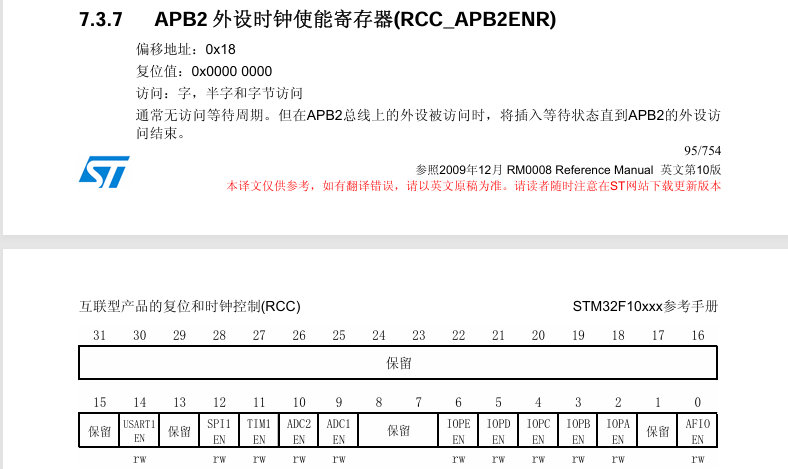 7.3.7 APB2 外设时钟使能寄存器(RCC_APB2ENR)
偏移地址：0x18
复位值：0x0000 0000
访问：字，半字和字节访问
通常无访问等待周期。但在APB2总线上的外设被访问时，将插入等待状态直到APB2的外设访
问结束。
95/754
ST
参照2009年12月 RM0008 Reference Manual 英文第10版
本译文仅供参考，如有翻译错误，请以英文原稿为准。请读者随时注意在ST网站下载更新版本
互联型产品的复位和时钟控制(RCC) STM32F10xxx参考手册
31 30 29 28 27 26 25 24 23 22 21 20 19 18 17 16
保留
15 14 13 12 11 10 9 8 7 6 5 4 3 2 1 0
保留 USART1 EN 保留 SPI1 EN TIM1 EN ADC2 EN ADC1 EN 保留 IOPE EN IOPD EN IOPC EN IOPB EN IOPA EN 保留 AFIO EN
rw rw rw rw rw rw rw rw rw rw rw